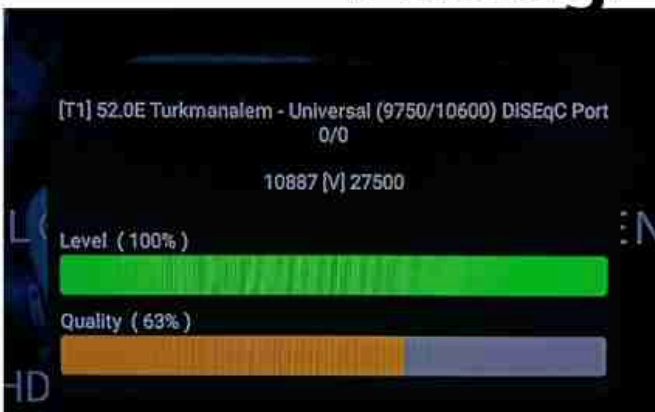 [T1] 52.0E Turkmanalem - Universal (9750/10600) DiSEqC Port
0/0
10887 [V] 27500
Level ( 100% )
Quality ( 63% )
HD